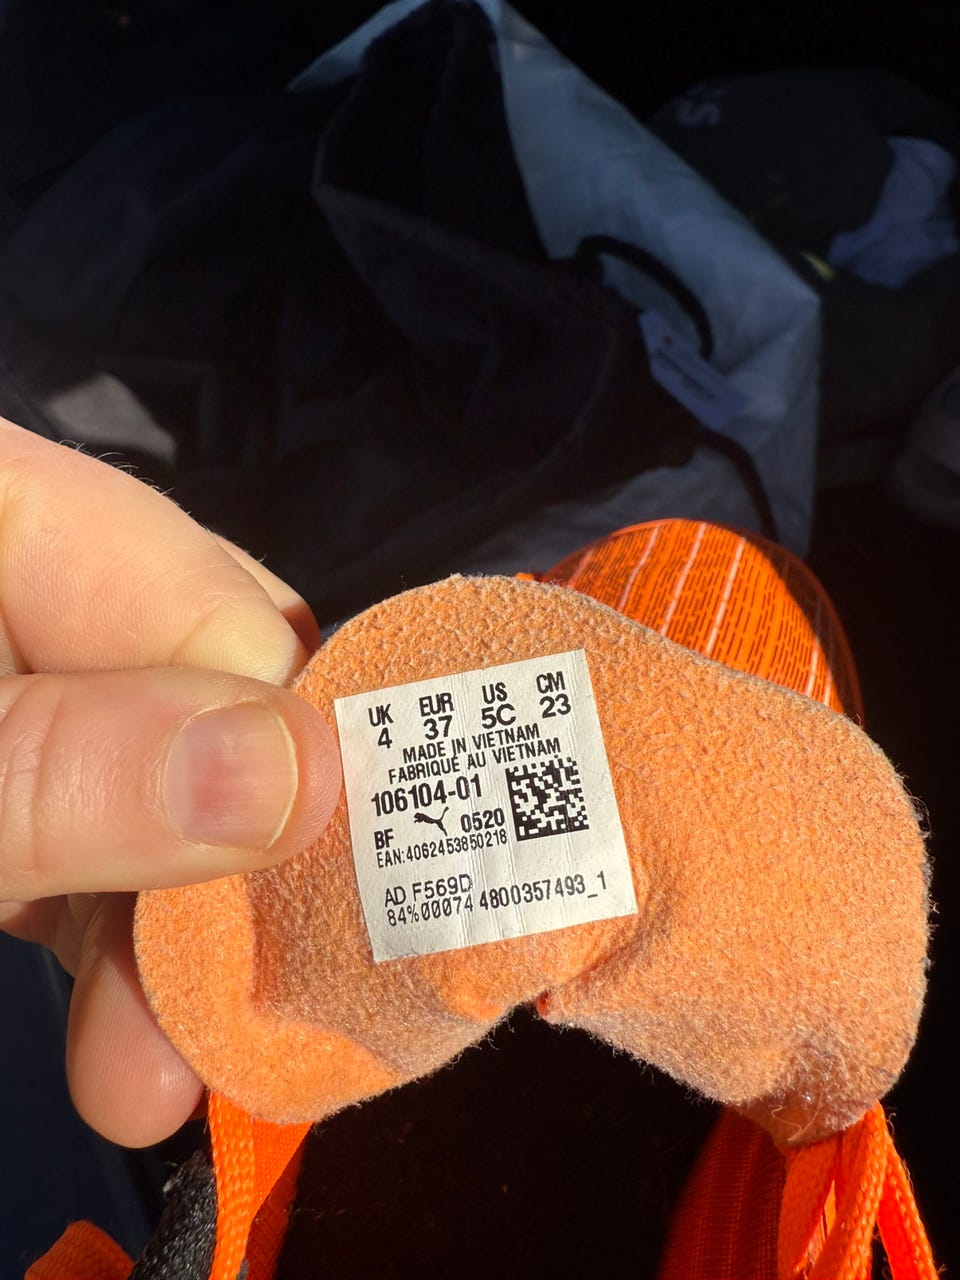 UK EUR US CM
4 37 5C 23
MADE IN VIETNAM
FABRIQUÉ AU VIETNAM
106104-01
BF 0520
EAN:4062453850218
AD F569D
84%00074 4800357493_1